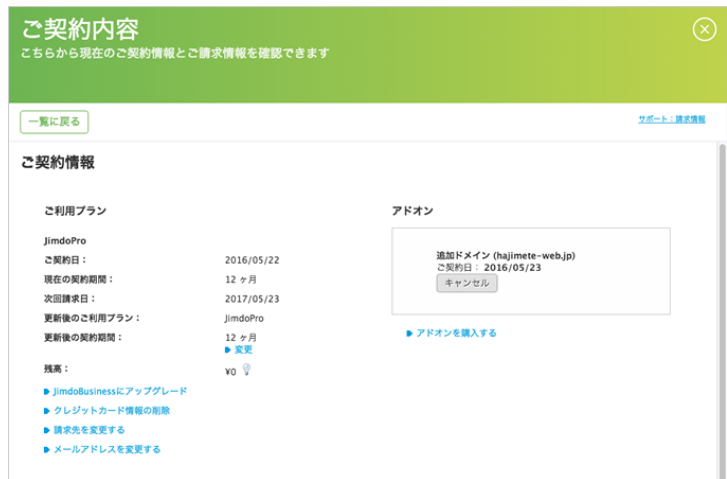 ご契約内容
こちらから現在のご契約情報とご請求情報を確認できます
一覧に戻る
サポート：請求情報
ご契約情報
ご利用プラン
JimdoPro
ご契約日： 2016/05/22
現在の契約期間： 12 ヶ月
次回請求日： 2017/05/23
更新後のご利用プラン： JimdoPro
更新後の契約期間： 12 ヶ月
変更
残高： ¥0
JimdoBusinessにアップグレード
クレジットカード情報の削除
請求先を変更する
メールアドレスを変更する
アドオン
追加ドメイン (hajimete-web.jp)
ご契約日： 2016/05/23
キャンセル
アドオンを購入する